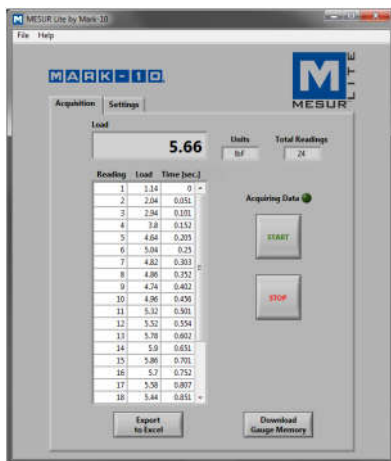 MESUR Lite by Mark-10
File Help
MARK-10
M
MESUR
LITE
Acquisition Settings
Load
5.66
Units
lbF
Total Readings
24
Reading Load Time [sec.]
1 1.14 0
2 2.04 0.051
3 2.94 0.101
4 3.8 0.152
5 4.64 0.205
6 5.04 0.25
7 4.82 0.303
8 4.86 0.352
9 4.74 0.402
10 4.96 0.456
11 5.32 0.501
12 5.52 0.554
13 5.78 0.602
14 5.9 0.651
15 5.86 0.701
16 5.7 0.752
17 5.58 0.807
18 5.44 0.851
Acquiring Data
START
STOP
Export
to Excel
Download
Gauge Memory